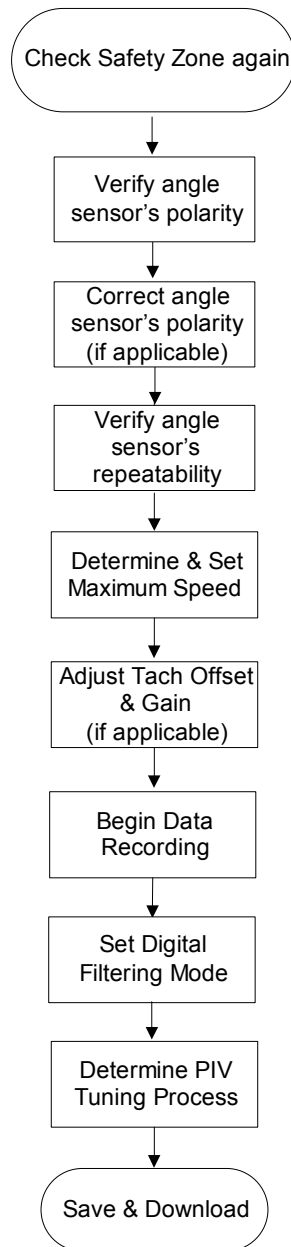 Check Safety Zone again
Verify angle
sensor’s polarity
Correct angle
sensor’s polarity
(if applicable)
Verify angle
sensor’s
repeatability
Determine & Set
Maximum Speed
Adjust Tach Offset
& Gain
(if applicable)
Begin Data
Recording
Set Digital
Filtering Mode
Determine PIV
Tuning Process
Save & Download